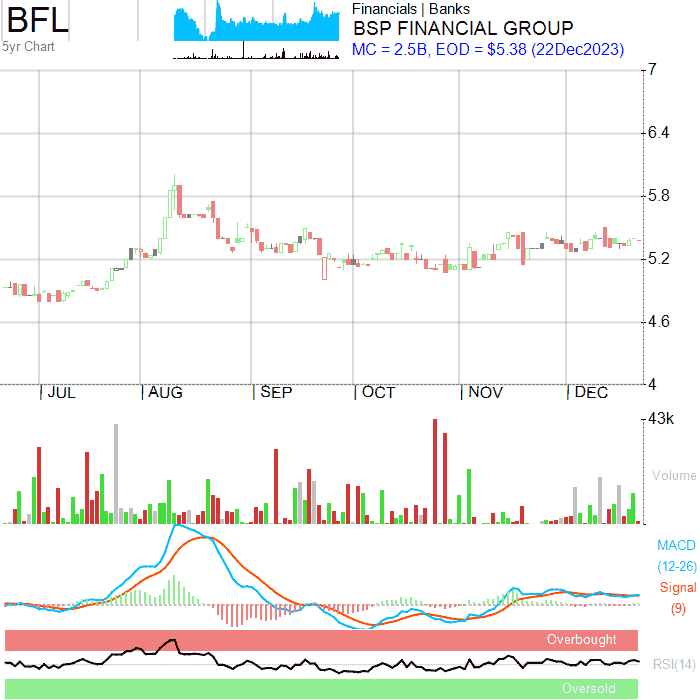 BFL
5yr Chart
Financials | Banks
BSP FINANCIAL GROUP
MC = 2.5B, EOD = $5.38 (22Dec2023)
7
6.4
5.8
5.2
4.6
4
JUL AUG SEP OCT NOV DEC
43k
Volume
MACD
(12-26)
Signal
(9)
Overbought
RSI(14)
Oversold